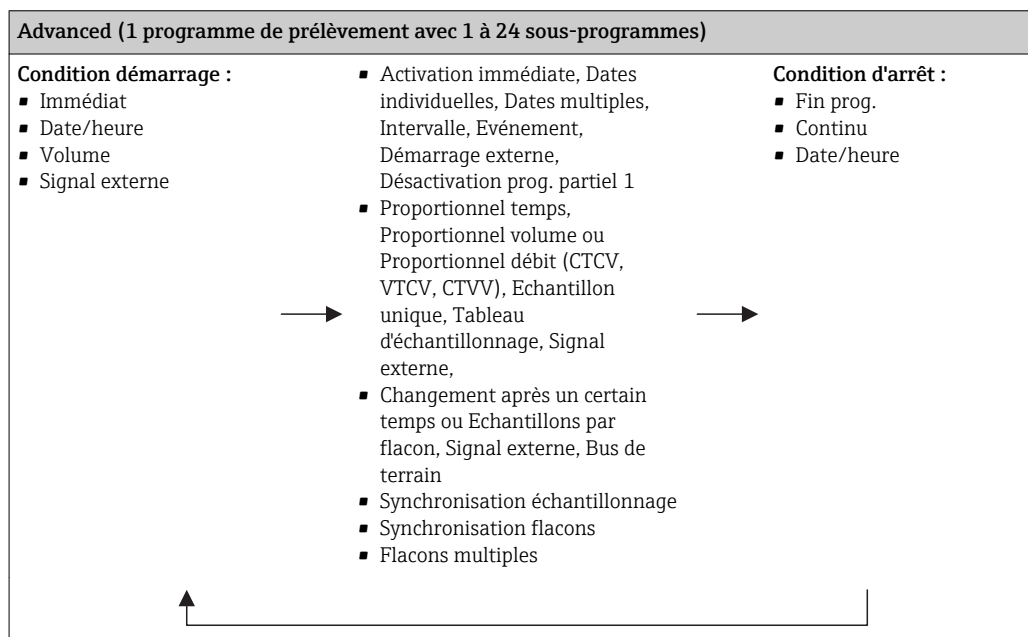 Advanced (1 programme de prélèvement avec 1 à 24 sous-programmes)
Condition démarrage :
▪ Immédiat
▪ Date/heure
▪ Volume
▪ Signal externe
▪ Activation immédiate, Dates
individuelles, Dates multiples,
Intervalle, Evénement,
Démarrage externe,
Désactivation prog. partiel 1
▪ Proportionnel temps,
Proportionnel volume ou
Proportionnel débit (CTCV,
VTCV, CTVV), Echantillon
unique, Tableau
d'échantillonnage, Signal
externe,
▪ Changement après un certain
temps ou Echantillons par
flacon, Signal externe, Bus de
terrain
▪ Synchronisation échantillonnage
▪ Synchronisation flacons
▪ Flacons multiples
Condition d'arrêt :
▪ Fin prog.
▪ Continu
▪ Date/heure